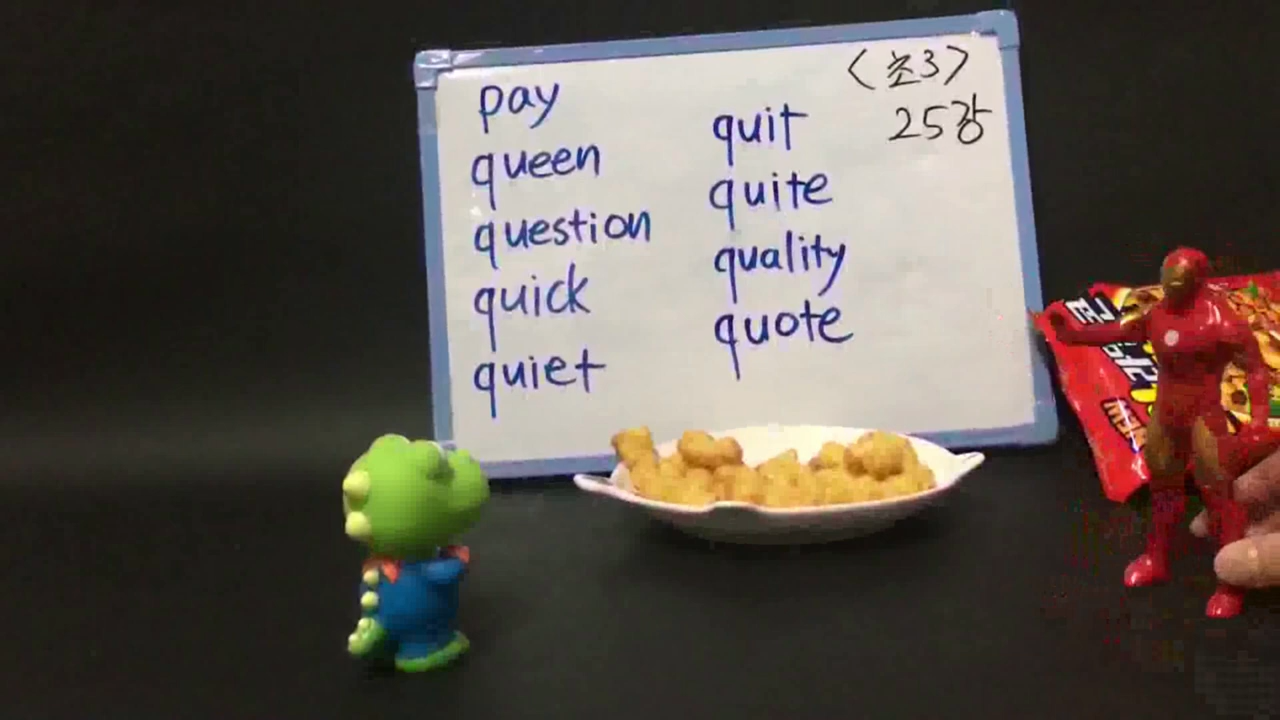 pay
queen
question
quick
quiet
quit
quite
quality
quote
<초3>
25강